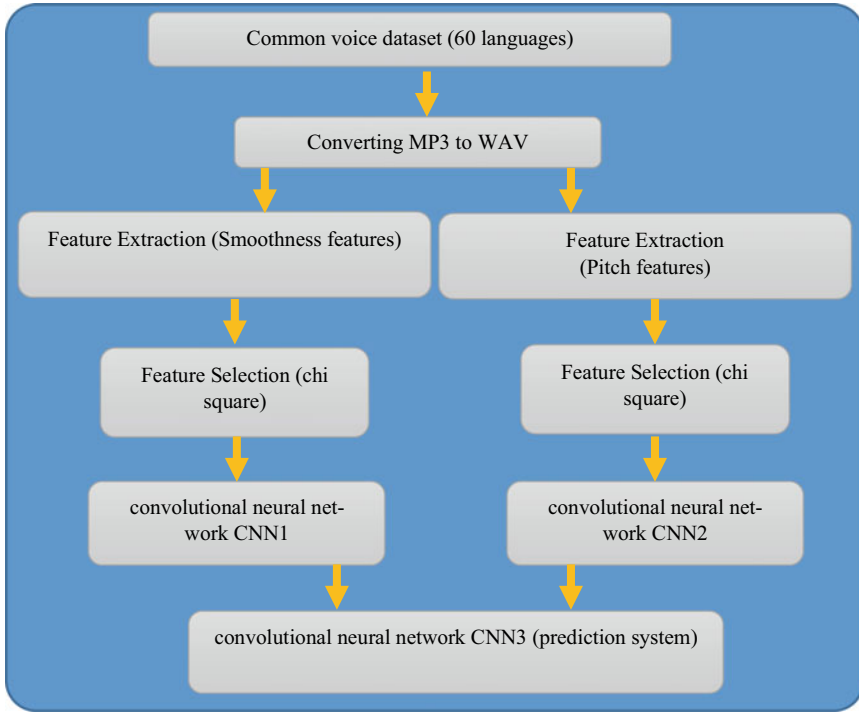 Common voice dataset (60 languages)
Converting MP3 to WAV
Feature Extraction (Smoothness features)
Feature Extraction
(Pitch features)
Feature Selection (chi
square)
Feature Selection (chi
square)
convolutional neural net-
work CNN1
convolutional neural net-
work CNN2
convolutional neural network CNN3 (prediction system)